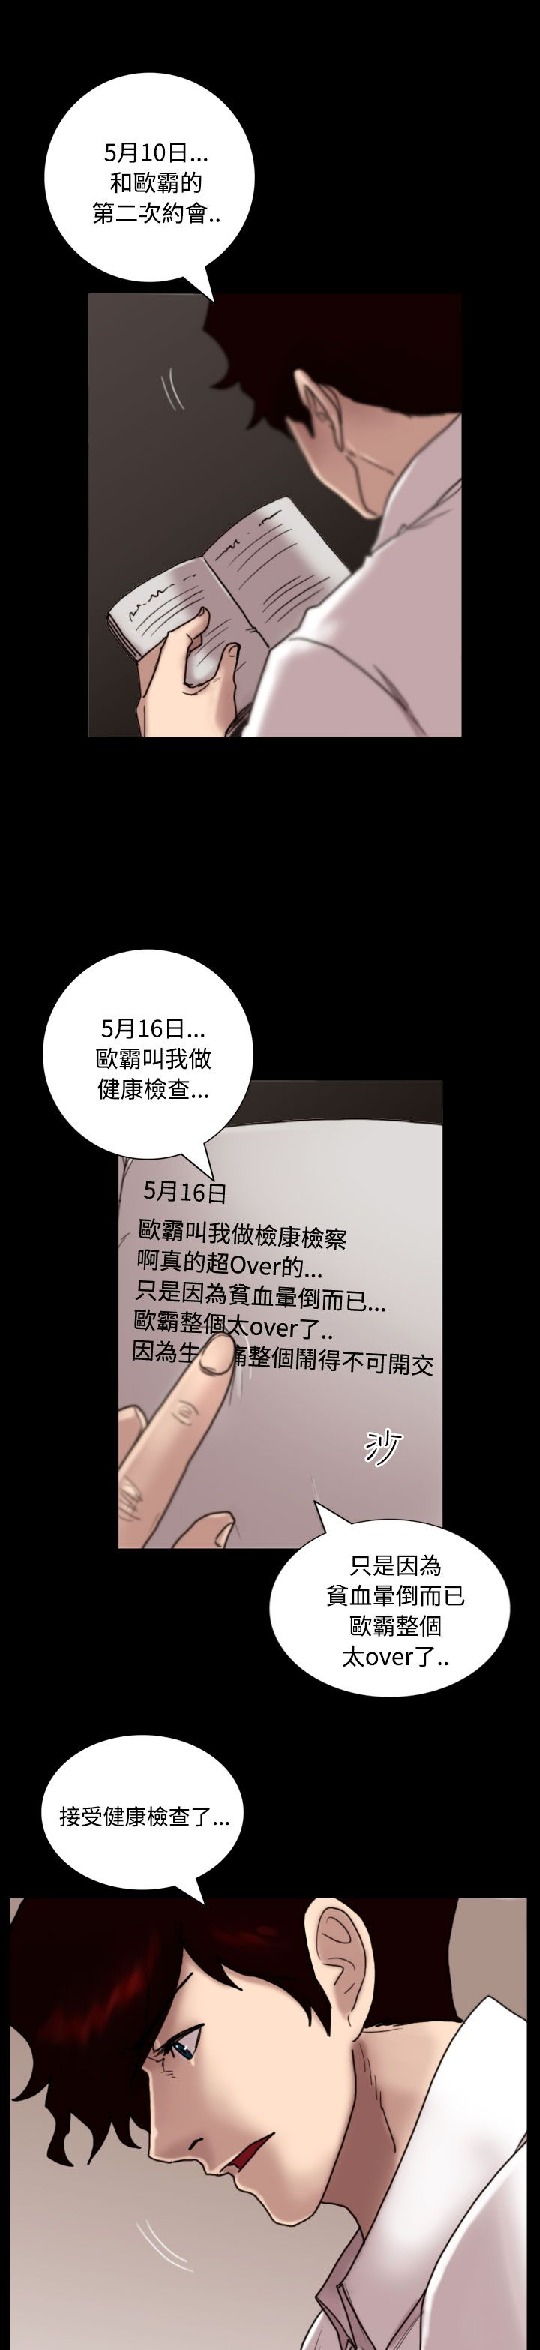 5月10日...
和歐霸的
第二次約會..
5月16日...
歐霸叫我做
健康檢查...
5月16日
歐霸叫我做檢康檢察
啊真的超Over的...
只是因為貧血暈倒而已...
歐霸整個太over了..
因為生 痛整個鬧得不可開交
沙
只是因為
貧血暈倒而已
歐霸整個
太over了..
接受健康檢查了...